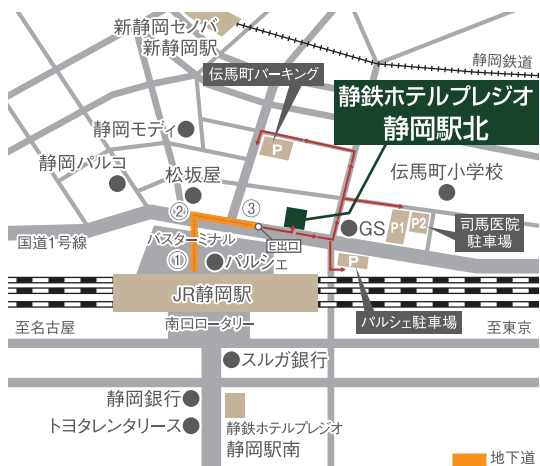 新静岡セノバ
新静岡駅
静岡鉄道
伝馬町パーキング
静鉄ホテルプレジオ
静岡駅北
静岡モディ
P
静岡パルコ
松坂屋
伝馬町小学校
②
③
GS
P1
P2
司馬医院
駐車場
国道1号線
バスターミナル
E出口
①
パルシェ
P
JR静岡駅
至名古屋
南口ロータリー
パルシェ駐車場
至東京
スルガ銀行
静岡銀行
トヨタレンタリース
静鉄ホテルプレジオ
静岡駅南
地下道